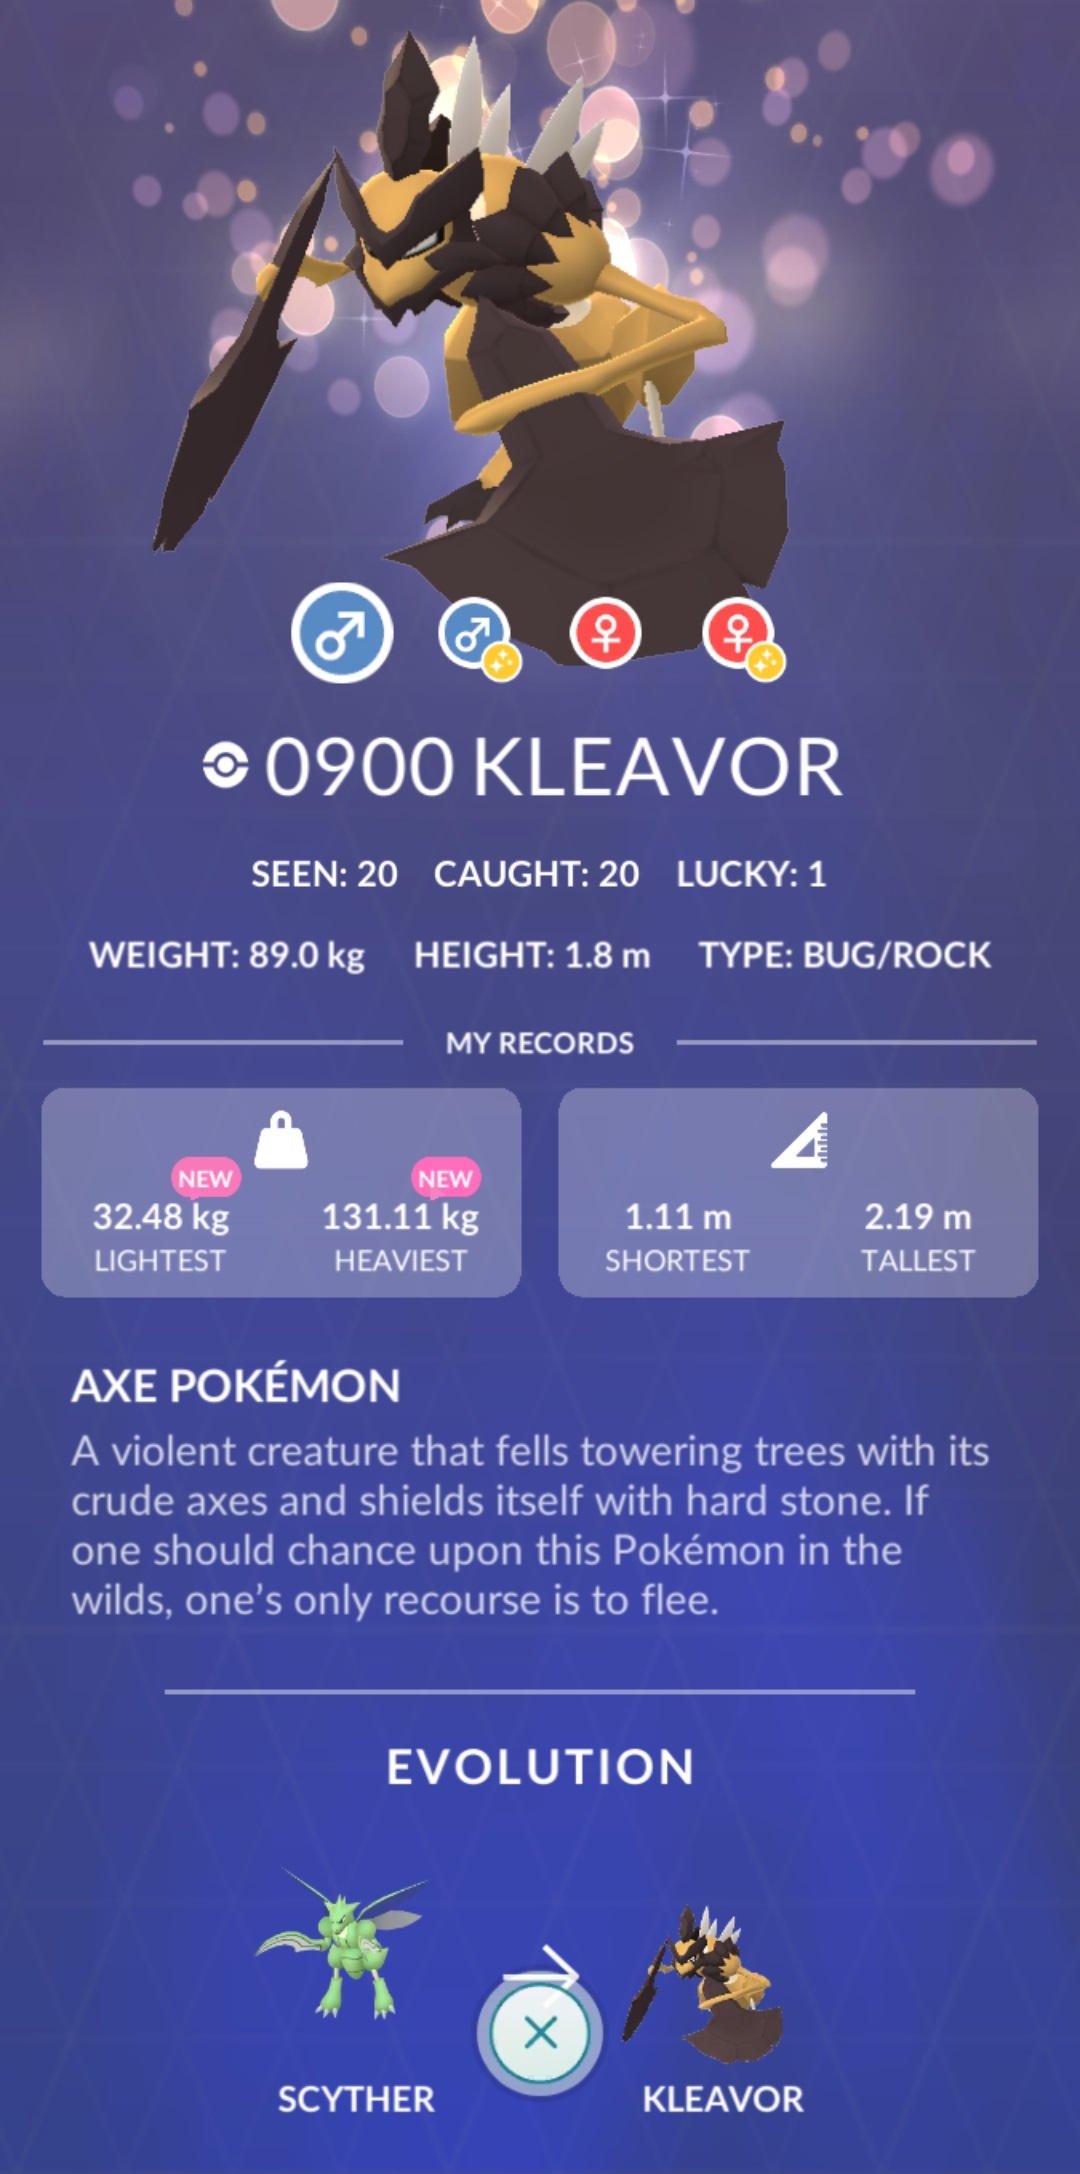 0900 KLEAVOR
SEEN: 20 CAUGHT: 20 LUCKY: 1
WEIGHT: 89.0 kg HEIGHT: 1.8 m TYPE: BUG/ROCK
MY RECORDS
NEW NEW
32.48 kg 131.11 kg 1.11 m 2.19 m
LIGHTEST HEAVIEST SHORTEST TALLEST
AXE POKÉMON
A violent creature that fells towering trees with its
crude axes and shields itself with hard stone. If
one should chance upon this Pokémon in the
wilds, one’s only recourse is to flee.
EVOLUTION
SCYTHER KLEAVOR